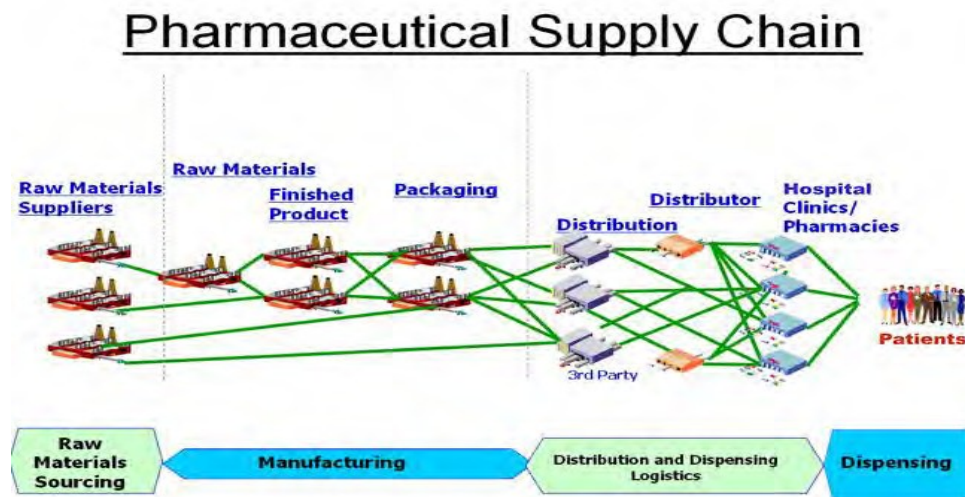 Pharmaceutical Supply Chain
Raw Materials
Suppliers
Raw Materials
Finished
Product
Packaging
Distribution
Distributor
Hospital
Clinics/
Pharmacies
3rd Party
Patients
Raw
Materials
Sourcing
Manufacturing
Distribution and Dispensing
Logistics
Dispensing